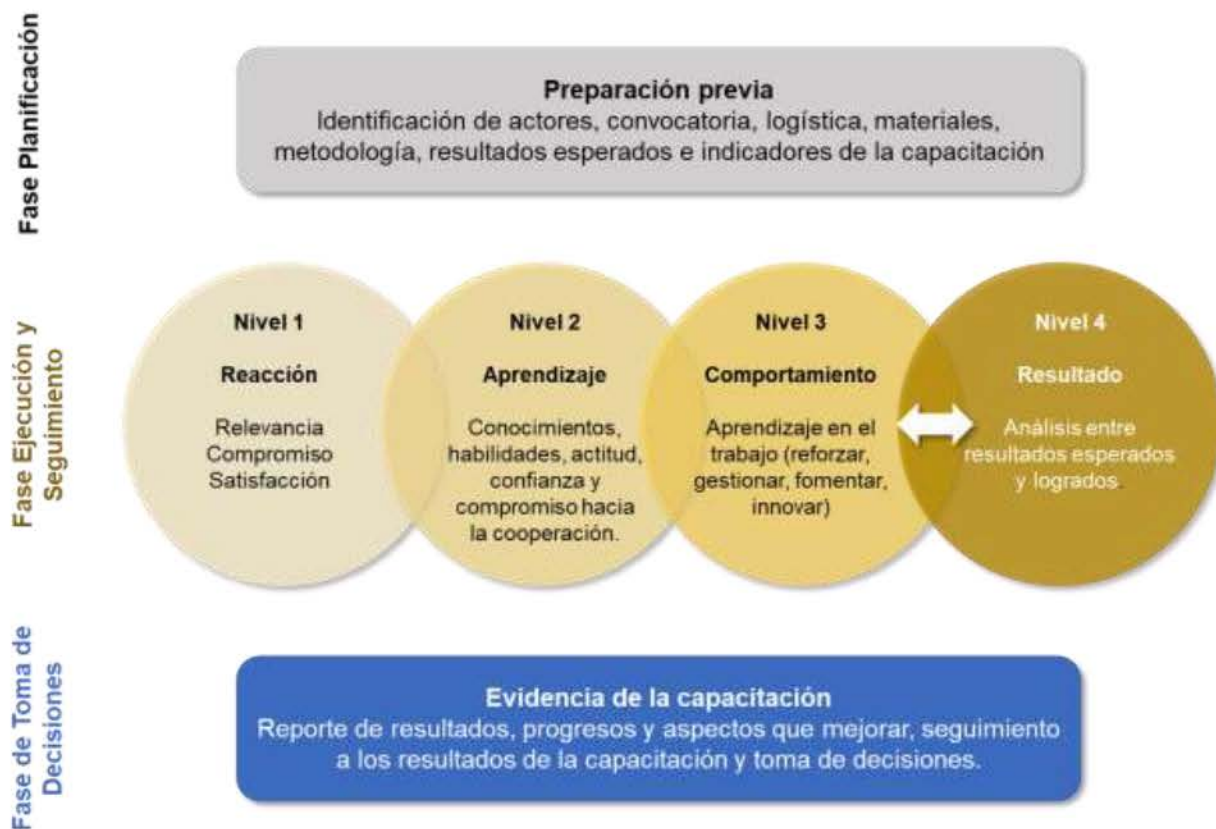 Fase Planificación
Preparación previa
Identificación de actores, convocatoria, logística, materiales,
metodología, resultados esperados e indicadores de la capacitación
Fase Ejecución y
Seguimiento
Nivel 1
Reacción
Relevancia
Compromiso
Satisfacción
Nivel 2
Aprendizaje
Conocimientos,
habilidades, actitud,
confianza y
compromiso hacia
la cooperación.
Nivel 3
Comportamiento
Aprendizaje en el
trabajo (reforzar,
gestionar, fomentar,
innovar)
Nivel 4
Resultado
Análisis entre
resultados esperados
y logrados.
Fase de Toma de
Decisiones
Evidencia de la capacitación
Reporte de resultados, progresos y aspectos que mejorar, seguimiento
a los resultados de la capacitación y toma de decisiones.